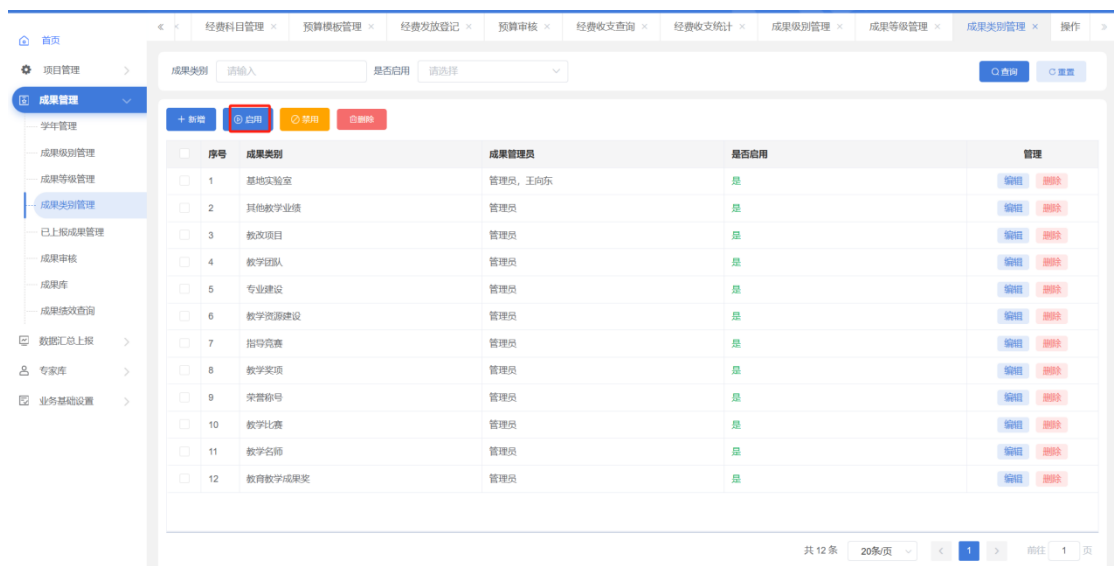 首页
项目管理
成果管理
学年管理
成果级别管理
成果等级管理
成果类别管理
已上报成果管理
成果审核
成果库
成果绩效查询
数据汇总上报
专家库
业务基础设置
经费科目管理 × 预算模板管理 × 经费发放登记 × 预算审核 × 经费收支查询 × 经费收支统计 × 成果级别管理 × 成果等级管理 × 成果类别管理 × 操作
成果类别 请输入 是否启用 请选择 查询 重置
+ 新增 启用 禁用 删除
序号 成果类别 成果管理员 是否启用 管理
1 基地实验室 管理员, 王向东 是 编辑 删除
2 其他教学业绩 管理员 是 编辑 删除
3 教改项目 管理员 是 编辑 删除
4 教学团队 管理员 是 编辑 删除
5 专业建设 管理员 是 编辑 删除
6 教学资源建设 管理员 是 编辑 删除
7 指导竞赛 管理员 是 编辑 删除
8 教学奖项 管理员 是 编辑 删除
9 荣誉称号 管理员 是 编辑 删除
10 教学比赛 管理员 是 编辑 删除
11 教学名师 管理员 是 编辑 删除
12 教育教学成果奖 管理员 是 编辑 删除
共 12 条 20条/页 < 1 > 前往 1 页